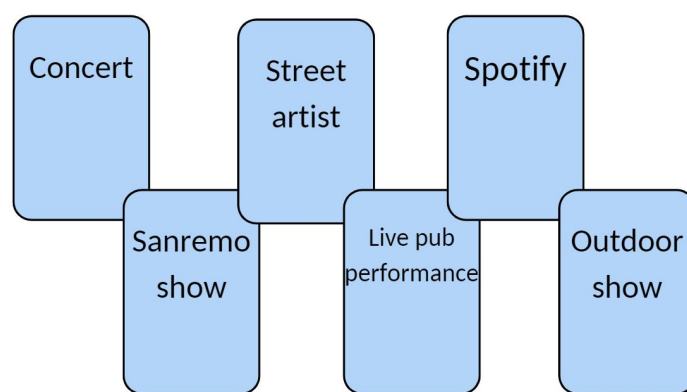 Concert
Street
artist
Spotify
Sanremo
show
Live pub
performance
Outdoor
show